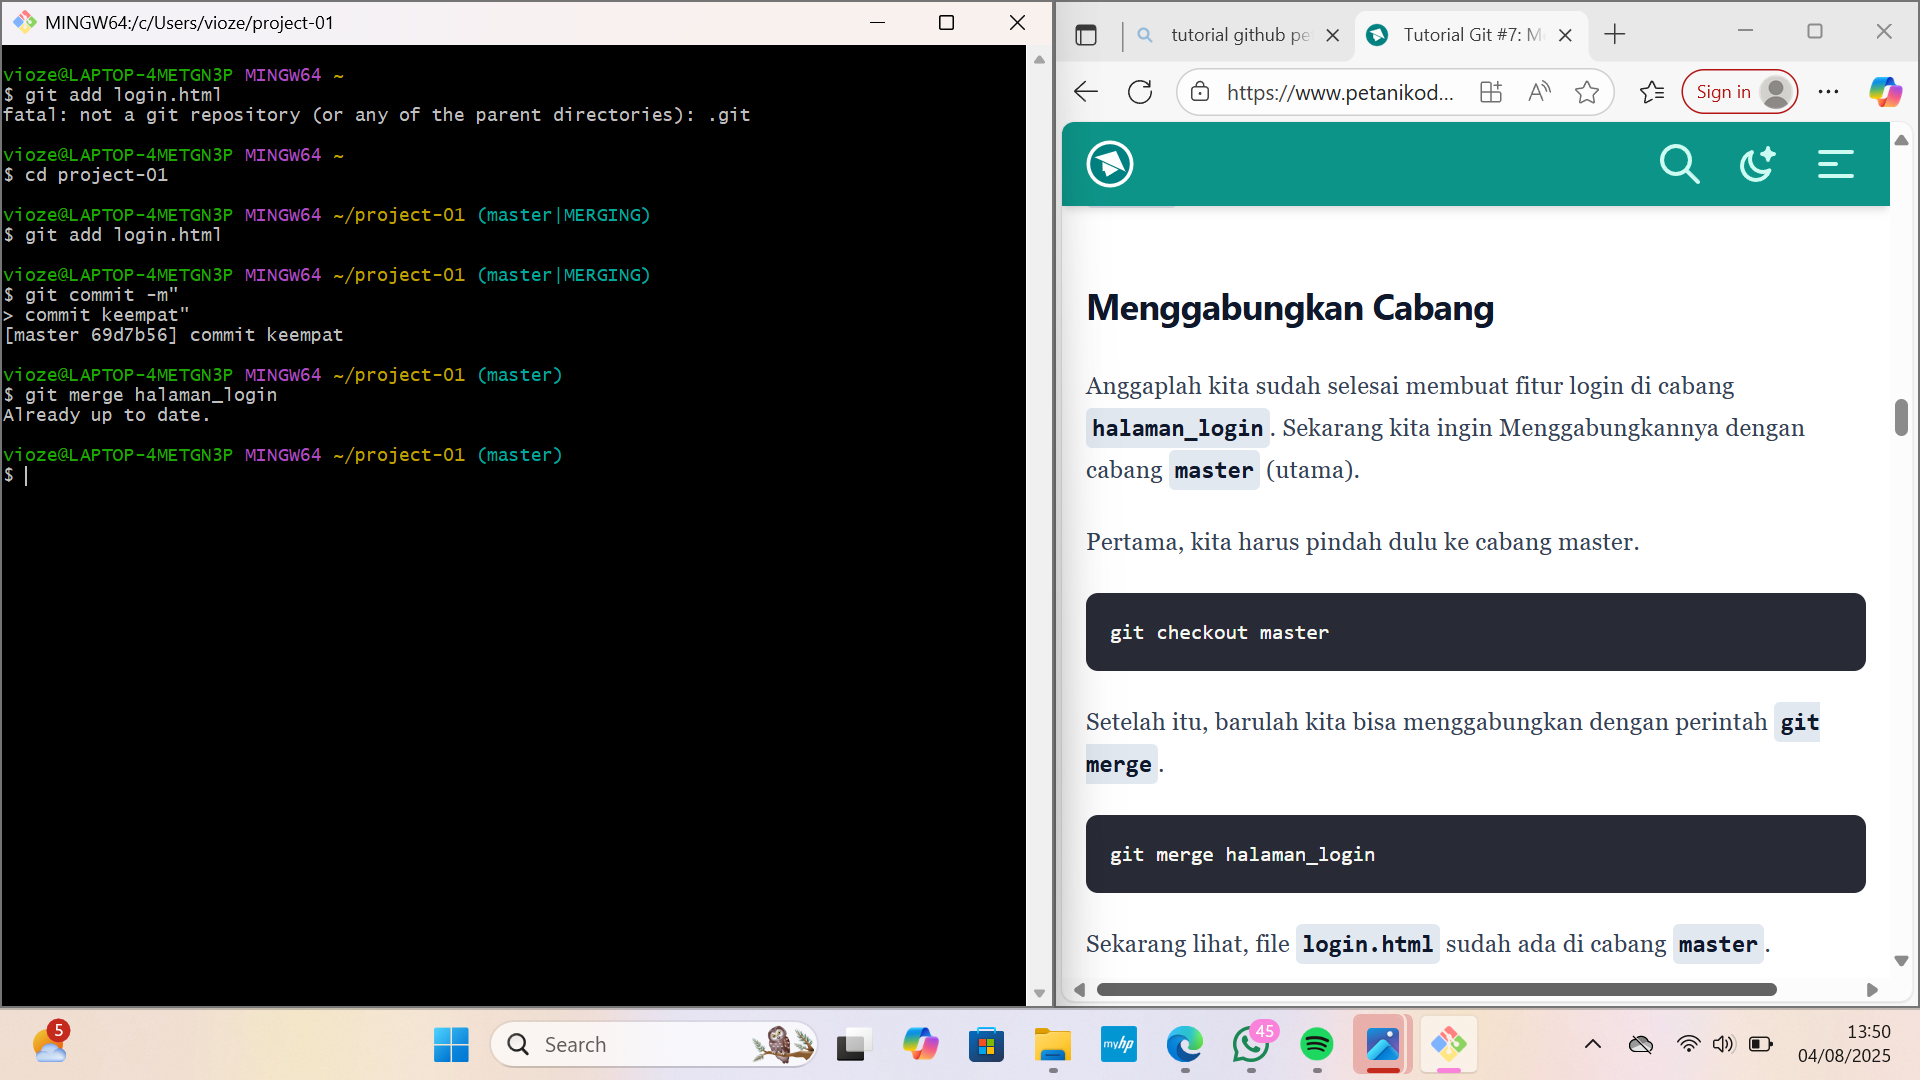 MINGW64:/c/Users/vioze/project-01
vioze@LAPTOP-4METGN3P MINGW64 ~
$ git add login.html
fatal: not a git repository (or any of the parent directories): .git
vioze@LAPTOP-4METGN3P MINGW64 ~
$ cd project-01
vioze@LAPTOP-4METGN3P MINGW64 ~/project-01 (master|MERGING)
$ git add login.html
vioze@LAPTOP-4METGN3P MINGW64 ~/project-01 (master|MERGING)
$ git commit -m"
> commit keempat"
[master 69d7b56] commit keempat
vioze@LAPTOP-4METGN3P MINGW64 ~/project-01 (master)
$ git merge halaman_login
Already up to date.
vioze@LAPTOP-4METGN3P MINGW64 ~/project-01 (master)
$
tutorial github pe
Tutorial Git #7: M
https://www.petanikod...
Sign in
Menggabungkan Cabang
Anggaplah kita sudah selesai membuat fitur login di cabang
halaman_login. Sekarang kita ingin Menggabungkannya dengan
cabang master (utama).
Pertama, kita harus pindah dulu ke cabang master.
git checkout master
Setelah itu, barulah kita bisa menggabungkan dengan perintah git
merge.
git merge halaman_login
Sekarang lihat, file login.html sudah ada di cabang master.
5
Search
myhp
45
13:50
04/08/2025